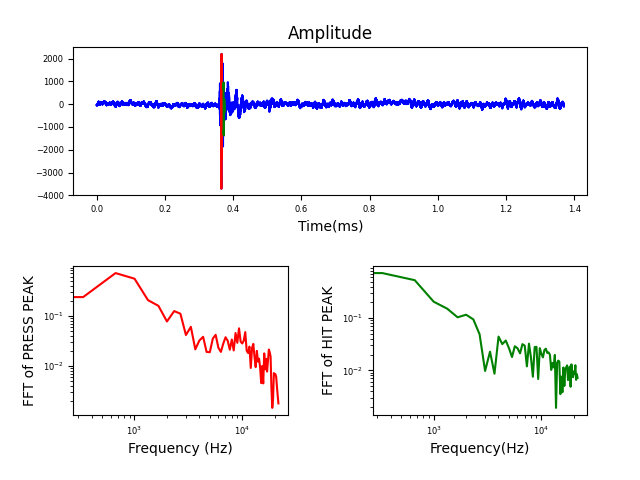 Amplitude
2000
1000
0
−1000
−2000
−3000
−4000
0.0 0.2 0.4 0.6 0.8 1.0 1.2 1.4
Time(ms)
FFT of PRESS PEAK
10⁻¹
10⁻²
10³ 10⁴
Frequency (Hz)
FFT of HIT PEAK
10⁻¹
10⁻²
10³ 10⁴
Frequency(Hz)